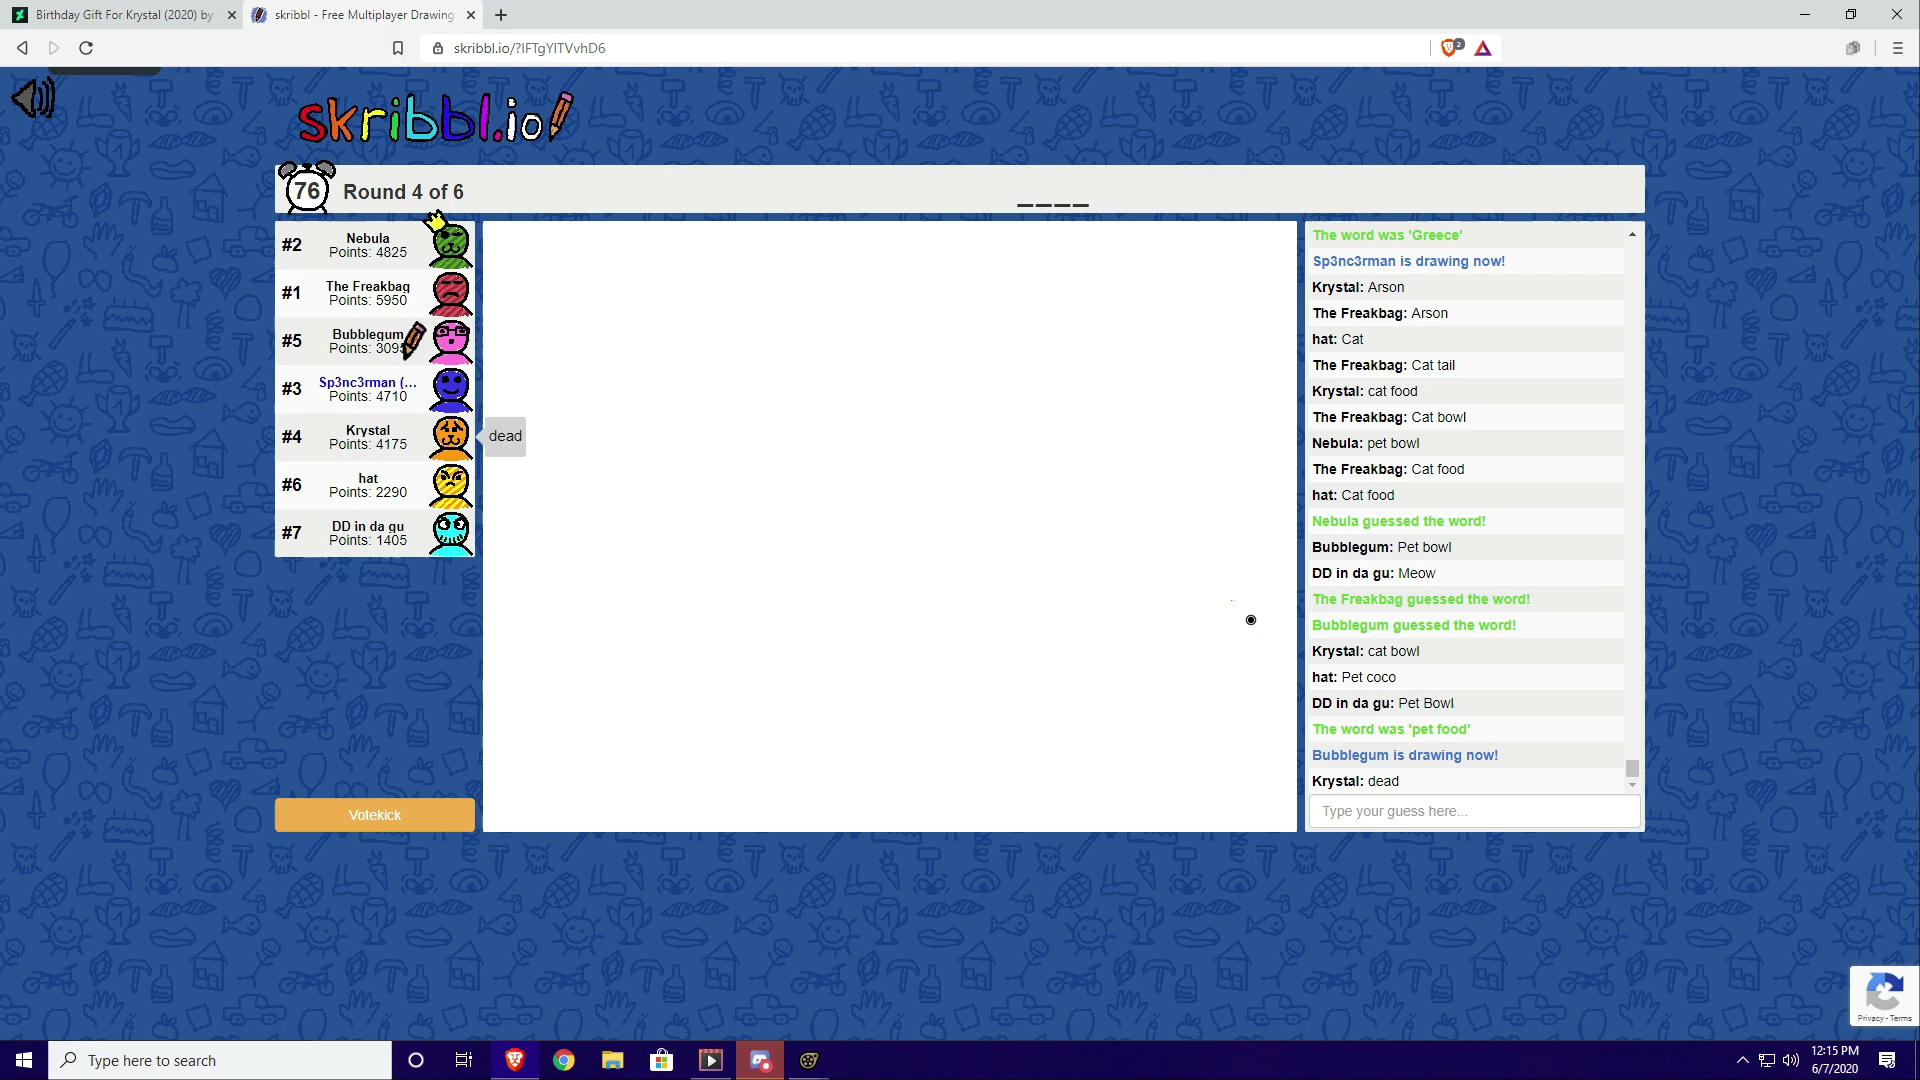 Birthday Gift For Krystal (2020) by
skribbl - Free Multiplayer Drawing
skribbl.io/?IFTgYITVvhD6
2
skribbl.io
76
Round 4 of 6
____
#2
Nebula
Points: 4825
#1
The Freakbag
Points: 5950
#5
Bubblegum
Points: 3095
#3
Sp3nc3rman (...
Points: 4710
#4
Krystal
Points: 4175
dead
#6
hat
Points: 2290
#7
DD in da gu
Points: 1405
Votekick
The word was 'Greece'
Sp3nc3rman is drawing now!
Krystal: Arson
The Freakbag: Arson
hat: Cat
The Freakbag: Cat tail
Krystal: cat food
The Freakbag: Cat bowl
Nebula: pet bowl
The Freakbag: Cat food
hat: Cat food
Nebula guessed the word!
Bubblegum: Pet bowl
DD in da gu: Meow
The Freakbag guessed the word!
Bubblegum guessed the word!
Krystal: cat bowl
hat: Pet coco
DD in da gu: Pet Bowl
The word was 'pet food'
Bubblegum is drawing now!
Krystal: dead
Type your guess here...
Privacy - Terms
Type here to search
12:15 PM
6/7/2020